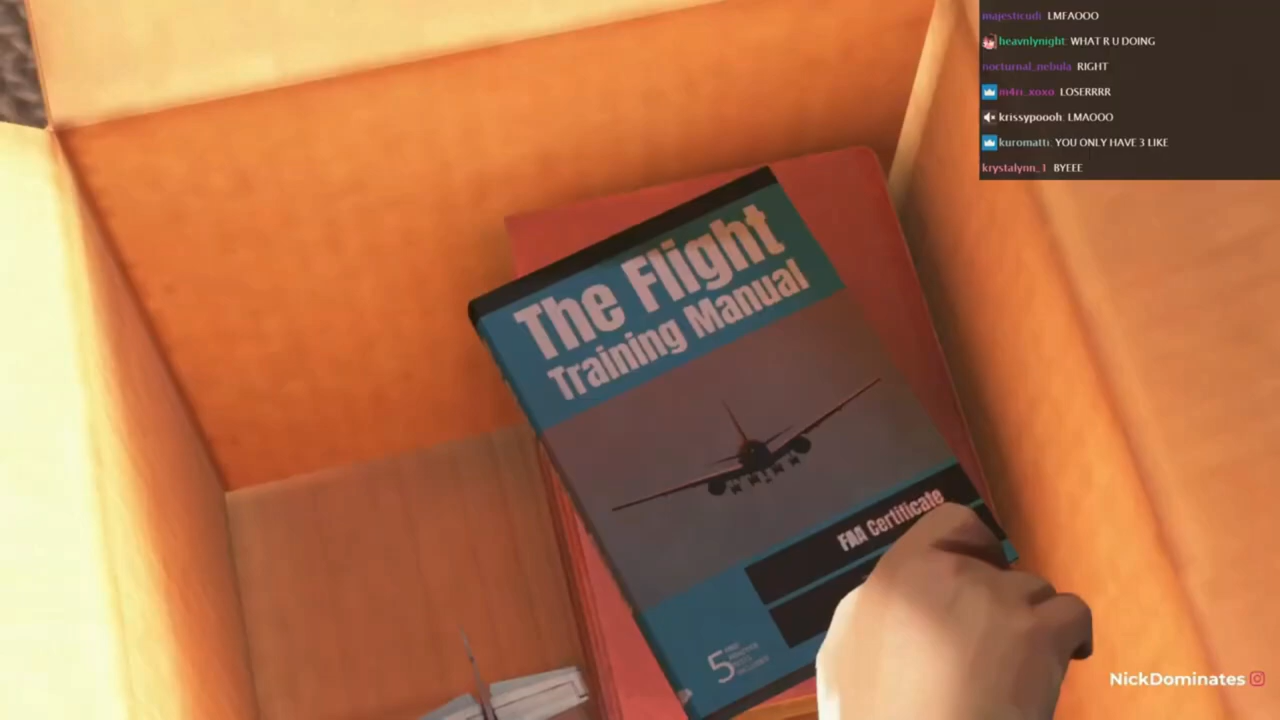 majesticudi: LMFAOOO
heavnlynight: WHAT R U DOING
nocturnal_nebula RIGHT
m4ri_xoxo LOSERRRR
krissypoooh: LMAOOO
kuromatti: YOU ONLY HAVE 3 LIKE
krystalynn_1 BYEEE
The Flight
Training Manual
FAA Certificate
5
NickDominates